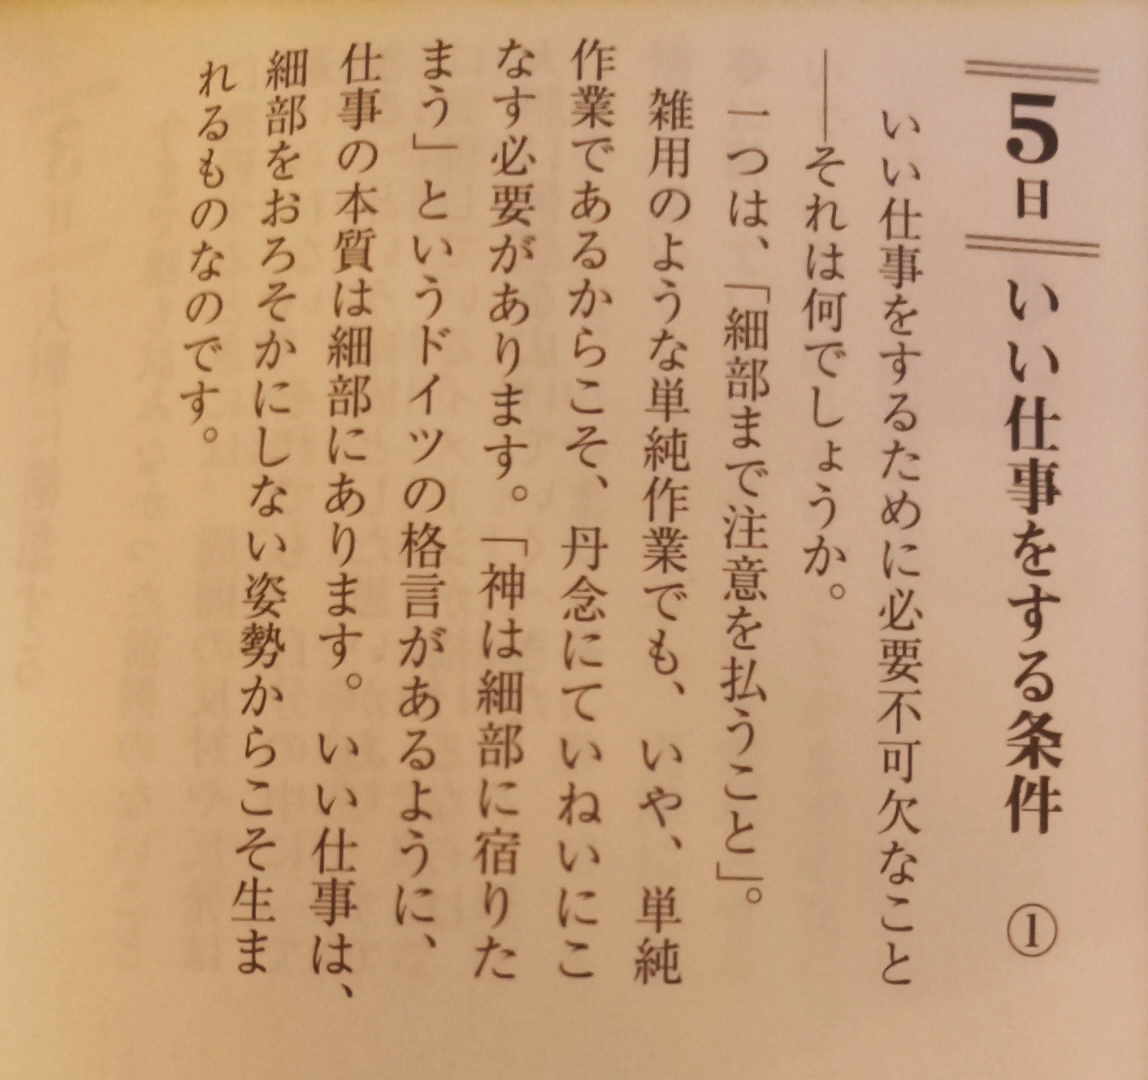 5日 いい仕事をする条件 ①
いい仕事をするために必要不可欠なこと
――それは何でしょうか。
一つは、「細部まで注意を払うこと」。
雑用のような単純作業でも、いや、単純
作業であるからこそ、丹念にていねいにこ
なす必要があります。「神は細部に宿りた
まう」というドイツの格言があるように、
仕事の本質は細部にあります。いい仕事は、
細部をおろそかにしない姿勢からこそ生ま
れるものなのです。